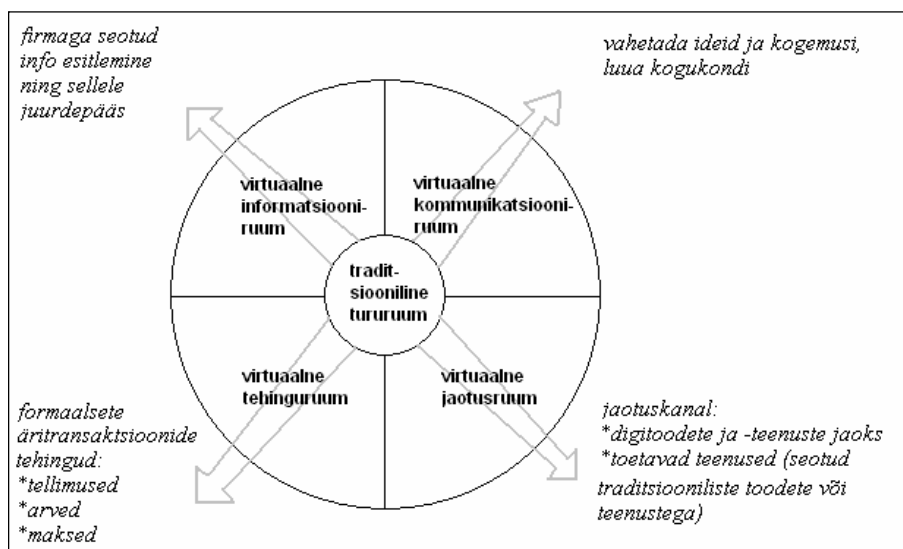 firmaga seotud
info esitlemine
ning sellele
juurdepääs
vahetada ideid ja kogemusi,
luua kogukondi
virtuaalne
informatsiooni-
ruum
virtuaalne
kommunikatsiooni-
ruum
tradit-
siooniline
tururuum
virtuaalne
tehinguruum
virtuaalne
jaotusruum
formaalsete
äritransaktsioonide
tehingud:
*tellimused
*arved
*maksed
jaotuskanal:
*digitoodete ja -teenuste jaoks
*toetavad teenused (seotud
traditsiooniliste toodete või
teenustega)